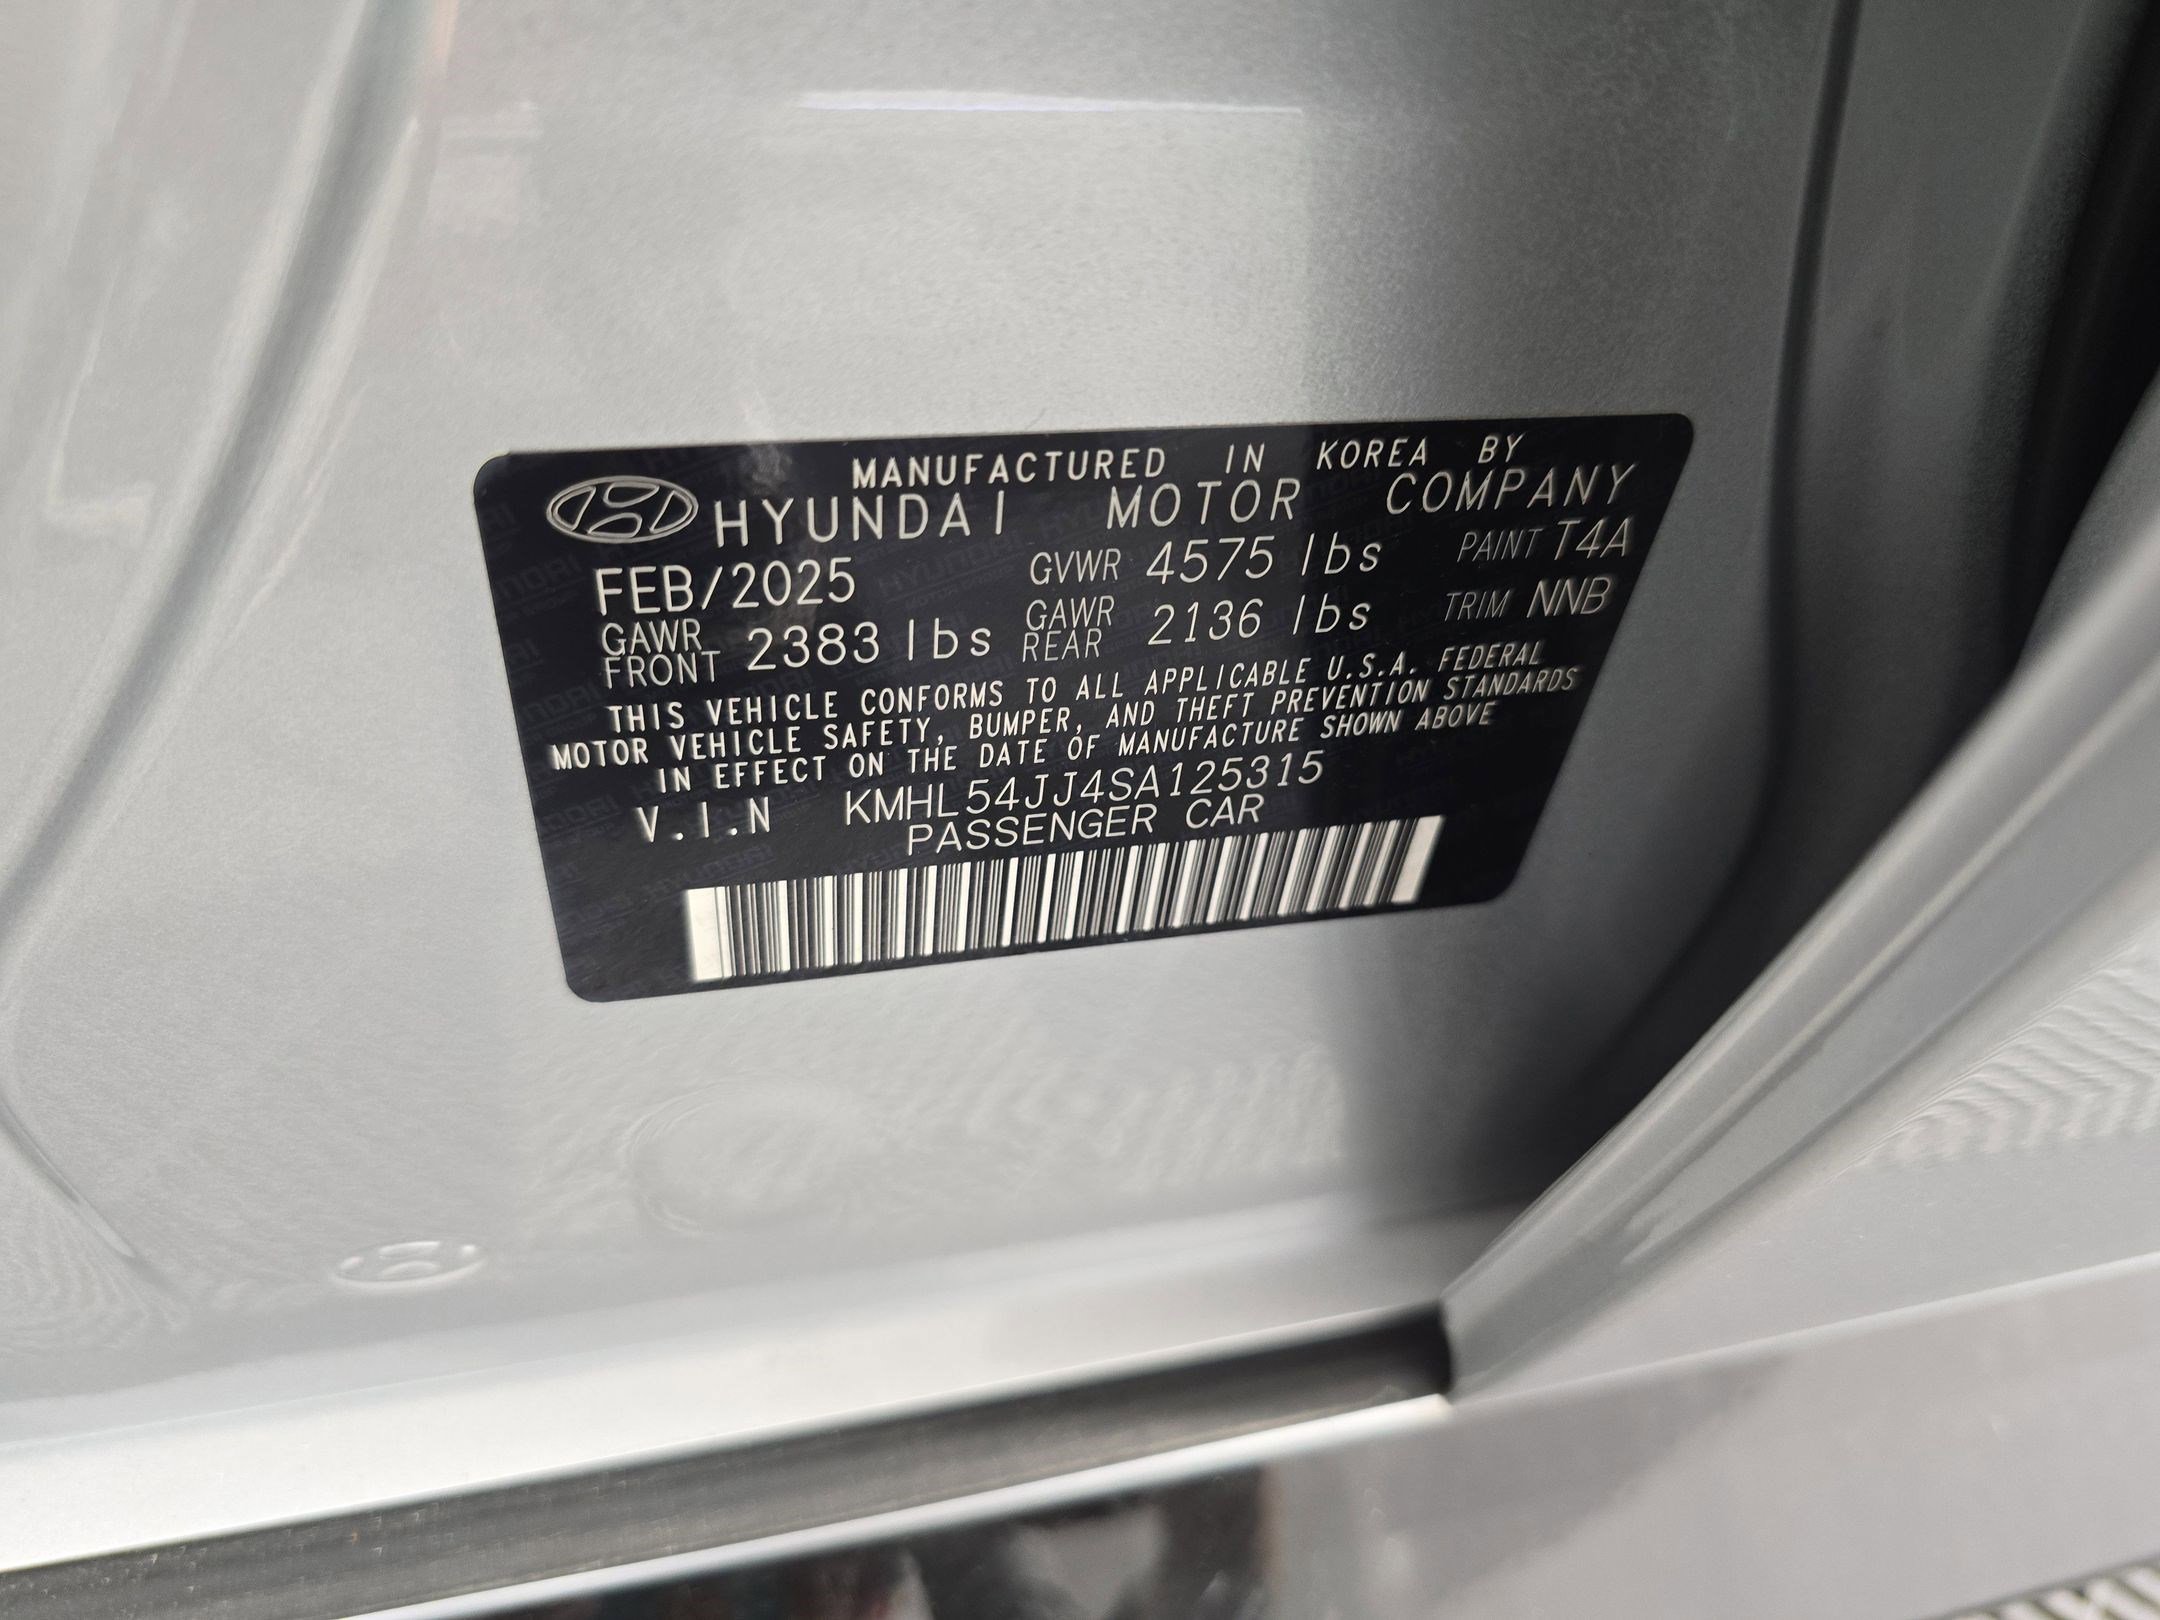 MANUFACTURED IN KOREA BY
HYUNDAI MOTOR COMPANY
FEB/2025 GVWR 4575 lbs PAINT T4A
GAWR FRONT 2383 lbs GAWR REAR 2136 lbs TRIM NNB
THIS VEHICLE CONFORMS TO ALL APPLICABLE U.S.A. FEDERAL
MOTOR VEHICLE SAFETY, BUMPER, AND THEFT PREVENTION STANDARDS
IN EFFECT ON THE DATE OF MANUFACTURE SHOWN ABOVE
V.I.N KMHL54JJ4SA125315
PASSENGER CAR